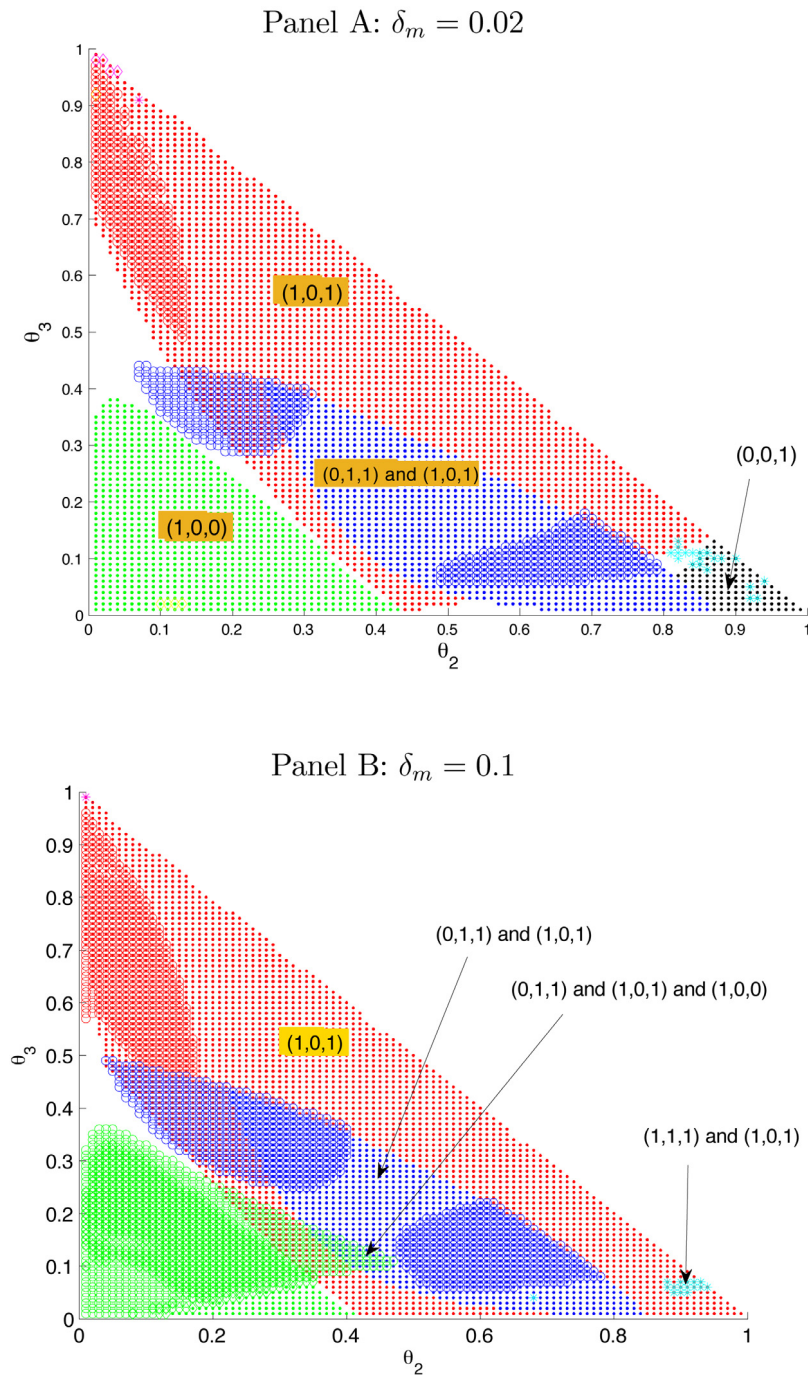 Panel A: δₘ = 0.02
1
0.9
0.8
0.7
0.6
0.5
0.4
0.3
0.2
0.1
0
θ₃
(1,0,1)
(0,0,1)
(0,1,1) and (1,0,1)
(1,0,0)
0 0.1 0.2 0.3 0.4 0.5 0.6 0.7 0.8 0.9 1
θ₂
Panel B: δₘ = 0.1
1
0.9
0.8
0.7
0.6
0.5
0.4
0.3
0.2
0.1
0
θ₃
(0,1,1) and (1,0,1)
(0,1,1) and (1,0,1) and (1,0,0)
(1,0,1)
(1,1,1) and (1,0,1)
0 0.2 0.4 0.6 0.8 1
θ₂